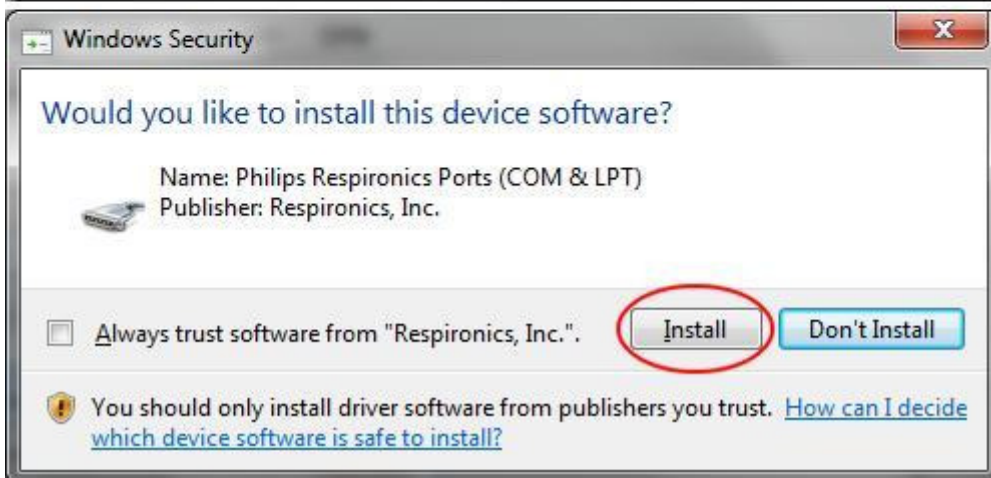 Windows Security
Would you like to install this device software?
Name: Philips Respironics Ports (COM & LPT)
Publisher: Respironics, Inc.
Always trust software from "Respironics, Inc.".
Install
Don't Install
You should only install driver software from publishers you trust. How can I decide
which device software is safe to install?